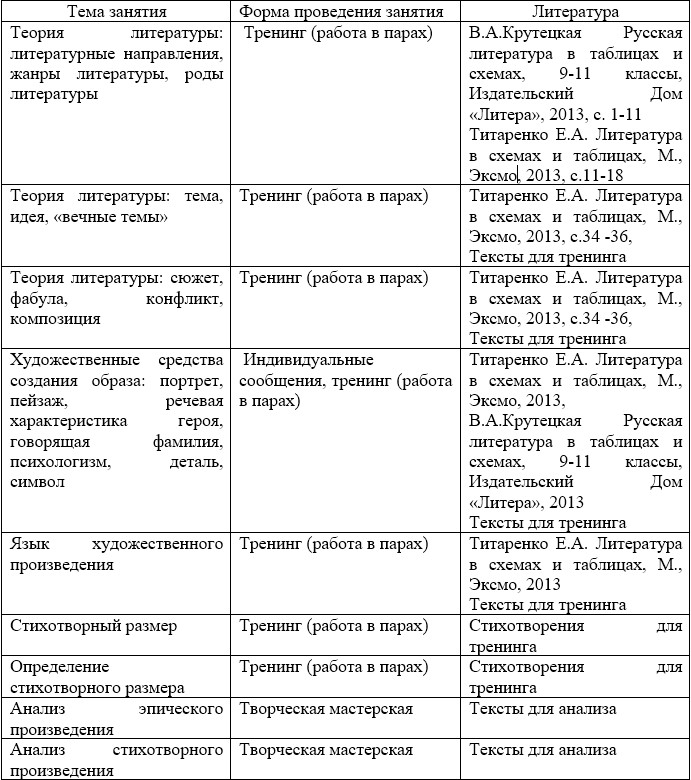 Тема занятия
Форма проведения занятия
Литература
Теория литературы:
литературные направления,
жанры литературы, роды
литературы
Тренинг (работа в парах)
В.А.Крутецкая Русская
литература в таблицах и
схемах, 9-11 классы,
Издательский Дом
«Литера», 2013, с. 1-11
Титаренко Е.А. Литература
в схемах и таблицах, М.,
Эксмо, 2013, с.11-18
Теория литературы: тема,
идея, «вечные темы»
Тренинг (работа в парах)
Титаренко Е.А. Литература
в схемах и таблицах, М.,
Эксмо, 2013, с.34 -36,
Тексты для тренинга
Теория литературы: сюжет,
фабула, конфликт,
композиция
Тренинг (работа в парах)
Титаренко Е.А. Литература
в схемах и таблицах, М.,
Эксмо, 2013, с.34 -36,
Тексты для тренинга
Художественные средства
создания образа: портрет,
пейзаж, речевая
характеристика героя,
говорящая фамилия,
психологизм, деталь,
символ
Индивидуальные
сообщения, тренинг (работа
в парах)
Титаренко Е.А. Литература
в схемах и таблицах, М.,
Эксмо, 2013,
В.А.Крутецкая Русская
литература в таблицах и
схемах, 9-11 классы,
Издательский Дом
«Литера», 2013
Тексты для тренинга
Язык художественного
произведения
Тренинг (работа в парах)
Титаренко Е.А. Литература
в схемах и таблицах, М.,
Эксмо, 2013
Тексты для тренинга
Стихотворный размер
Тренинг (работа в парах)
Стихотворения для
тренинга
Определение
стихотворного размера
Тренинг (работа в парах)
Стихотворения для
тренинга
Анализ эпического
произведения
Творческая мастерская
Тексты для анализа
Анализ стихотворного
произведения
Творческая мастерская
Тексты для анализа